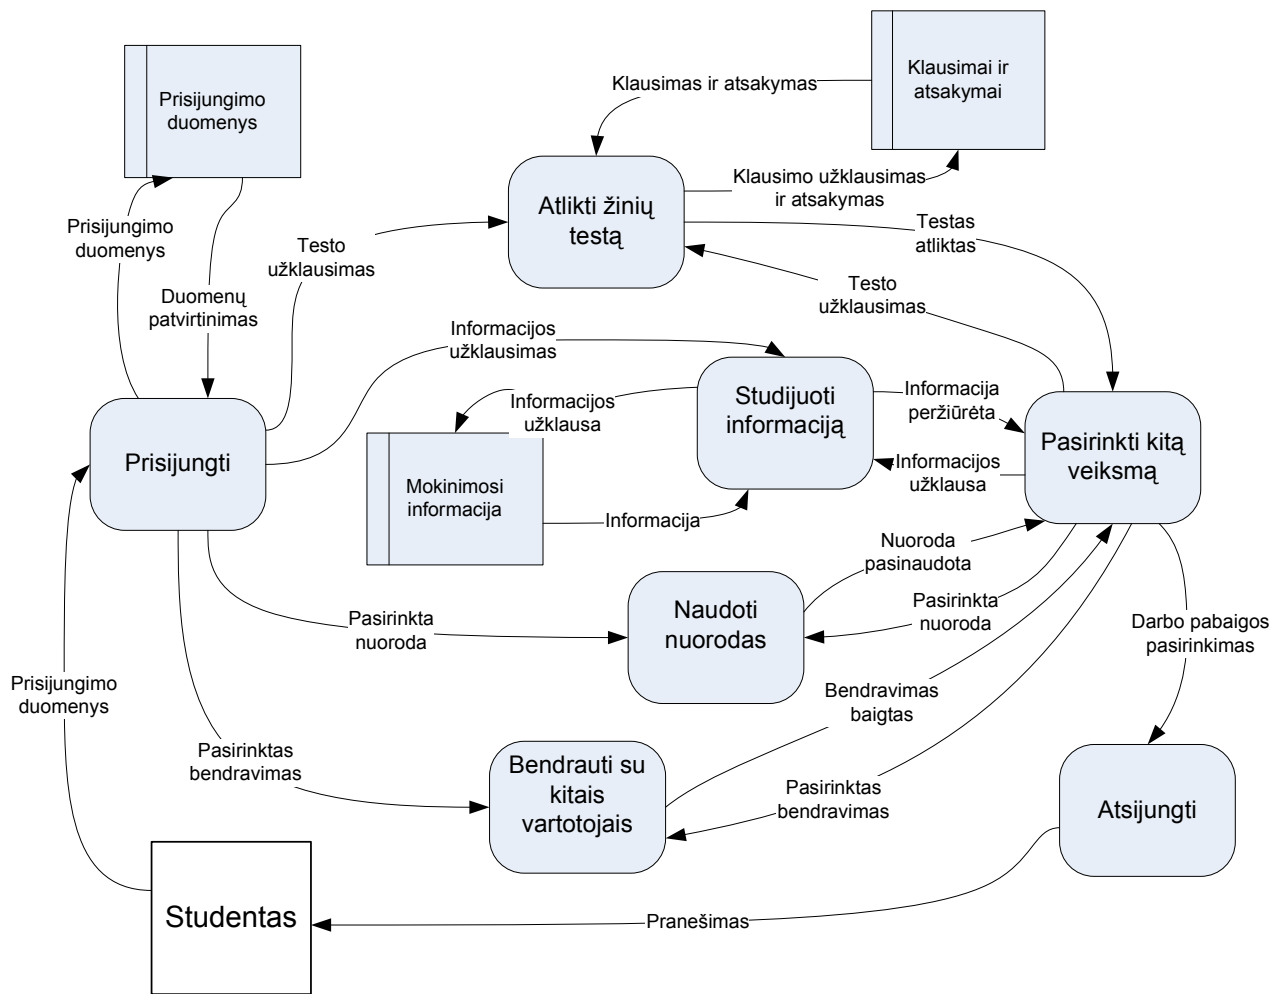 Prisijungimo
duomenys
Klausimas ir atsakymas
Klausimai ir
atsakymai
Prisijungimo
duomenys
Duomenų
patvirtinimas
Testo
užklausimas
Atlikti žinių
testą
Klausimo užklausimas
ir atsakymas
Testas
atliktas
Testo
užklausimas
Informacijos
užklausimas
Informacijos
užklausa
Studijuoti
informaciją
Informacija
peržiūrėta
Prisijungti
Pasirinkti kitą
veiksmą
Informacijos
užklausa
Mokinimosi
informacija
Informacija
Nuoroda
pasinaudota
Pasirinkta
nuoroda
Naudoti
nuorodas
Pasirinkta
nuoroda
Darbo pabaigos
pasirinkimas
Prisijungimo
duomenys
Bendravimas
baigtas
Pasirinktas
bendravimas
Bendrauti su
kitais
vartotojais
Pasirinktas
bendravimas
Atsijungti
Studentas
Pranešimas